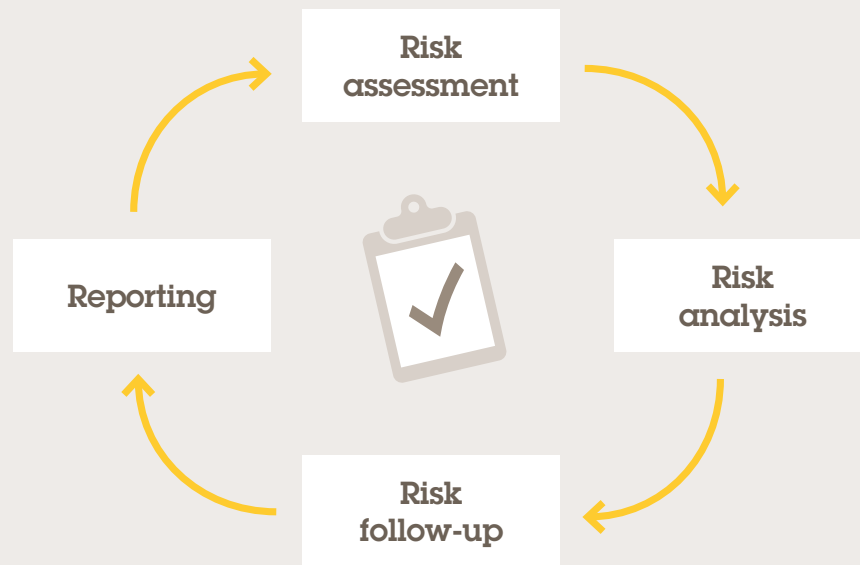 Risk
assessment
Risk
analysis
Risk
follow-up
Reporting